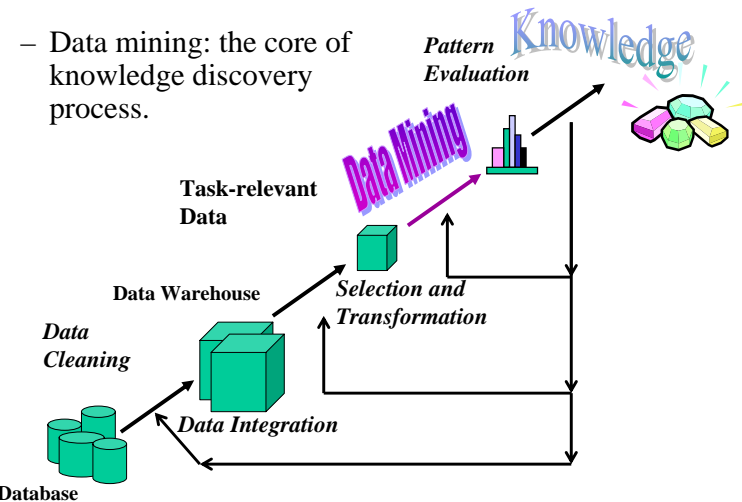 – Data mining: the core of
knowledge discovery
process.
Pattern
Evaluation
Knowledge
Data Mining
Task-relevant
Data
Data Warehouse
Selection and
Transformation
Data
Cleaning
Data Integration
Database